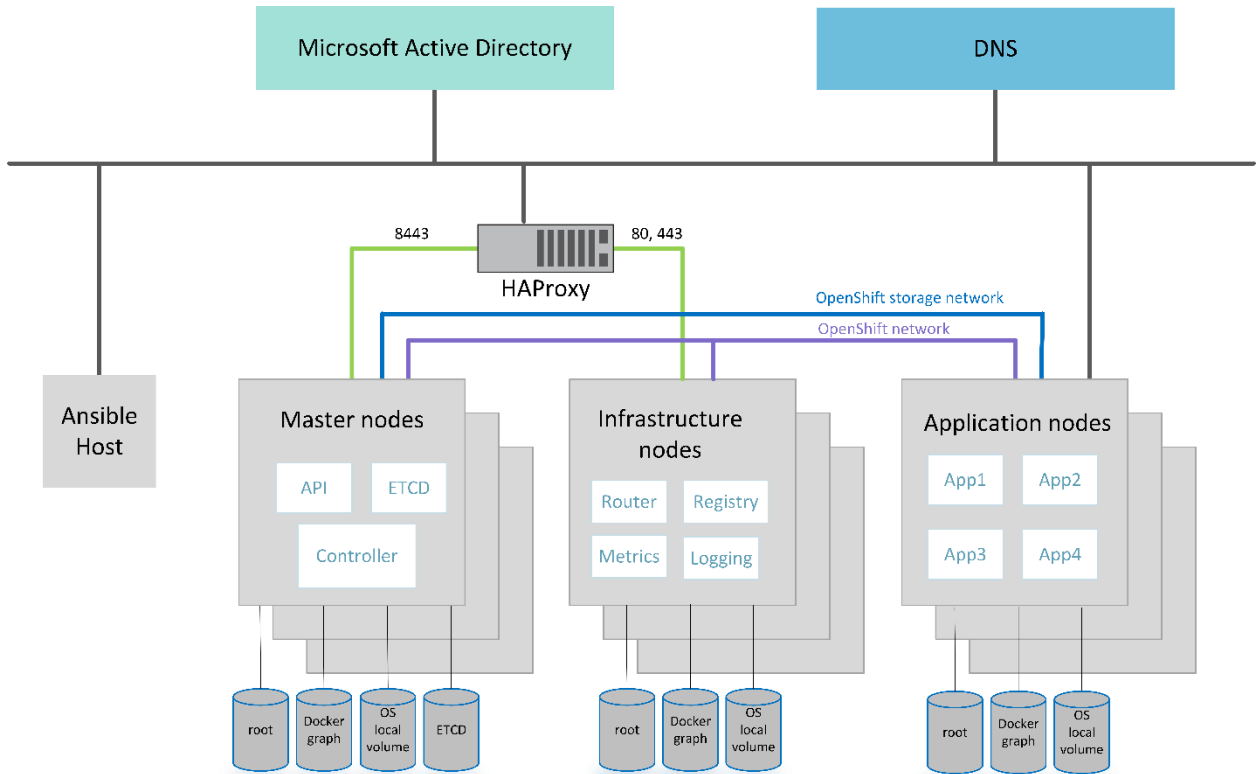 Microsoft Active Directory
DNS
8443
80, 443
HAProxy
OpenShift storage network
OpenShift network
Ansible
Host
Master nodes
API
ETCD
Controller
Infrastructure
nodes
Router
Registry
Metrics
Logging
Application nodes
App1
App2
App3
App4
root
Docker
graph
OS
local
volume
ETCD
root
Docker
graph
OS
local
volume
root
Docker
graph
OS
local
volume